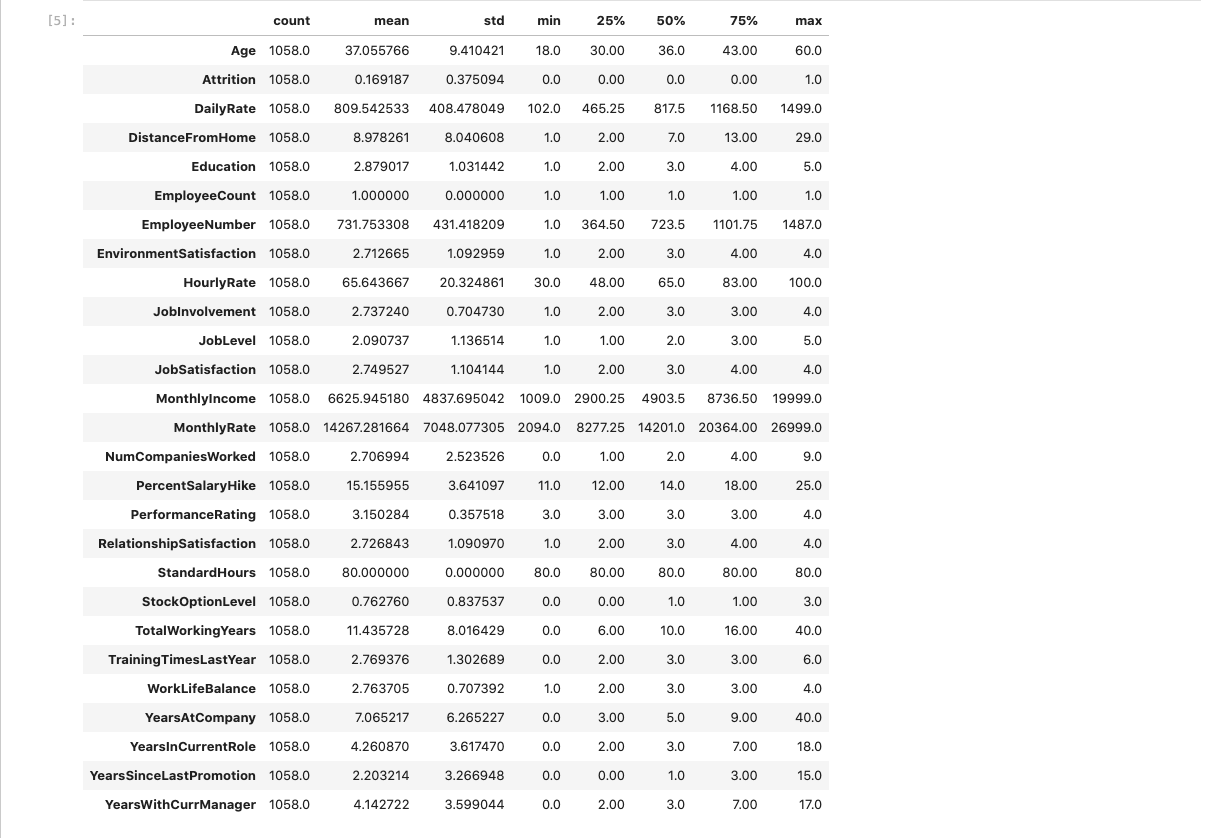 [5]: count mean std min 25% 50% 75% max
Age 1058.0 37.055766 9.410421 18.0 30.00 36.0 43.00 60.0
Attrition 1058.0 0.169187 0.375094 0.0 0.00 0.0 0.00 1.0
DailyRate 1058.0 809.542533 408.478049 102.0 465.25 817.5 1168.50 1499.0
DistanceFromHome 1058.0 8.978261 8.040608 1.0 2.00 7.0 13.00 29.0
Education 1058.0 2.879017 1.031442 1.0 2.00 3.0 4.00 5.0
EmployeeCount 1058.0 1.000000 0.000000 1.0 1.00 1.0 1.00 1.0
EmployeeNumber 1058.0 731.753308 431.418209 1.0 364.50 723.5 1101.75 1487.0
EnvironmentSatisfaction 1058.0 2.712665 1.092959 1.0 2.00 3.0 4.00 4.0
HourlyRate 1058.0 65.643667 20.324861 30.0 48.00 65.0 83.00 100.0
JobInvolvement 1058.0 2.737240 0.704730 1.0 2.00 3.0 3.00 4.0
JobLevel 1058.0 2.090737 1.136514 1.0 1.00 2.0 3.00 5.0
JobSatisfaction 1058.0 2.749527 1.104144 1.0 2.00 3.0 4.00 4.0
MonthlyIncome 1058.0 6625.945180 4837.695042 1009.0 2900.25 4903.5 8736.50 19999.0
MonthlyRate 1058.0 14267.281664 7048.077305 2094.0 8277.25 14201.0 20364.00 26999.0
NumCompaniesWorked 1058.0 2.706994 2.523526 0.0 1.00 2.0 4.00 9.0
PercentSalaryHike 1058.0 15.155955 3.641097 11.0 12.00 14.0 18.00 25.0
PerformanceRating 1058.0 3.150284 0.357518 3.0 3.00 3.0 3.00 4.0
RelationshipSatisfaction 1058.0 2.726843 1.090970 1.0 2.00 3.0 4.00 4.0
StandardHours 1058.0 80.000000 0.000000 80.0 80.00 80.0 80.00 80.0
StockOptionLevel 1058.0 0.762760 0.837537 0.0 0.00 1.0 1.00 3.0
TotalWorkingYears 1058.0 11.435728 8.016429 0.0 6.00 10.0 16.00 40.0
TrainingTimesLastYear 1058.0 2.769376 1.302689 0.0 2.00 3.0 3.00 6.0
WorkLifeBalance 1058.0 2.763705 0.707392 1.0 2.00 3.0 3.00 4.0
YearsAtCompany 1058.0 7.065217 6.265227 0.0 3.00 5.0 9.00 40.0
YearsInCurrentRole 1058.0 4.260870 3.617470 0.0 2.00 3.0 7.00 18.0
YearsSinceLastPromotion 1058.0 2.203214 3.266948 0.0 0.00 1.0 3.00 15.0
YearsWithCurrManager 1058.0 4.142722 3.599044 0.0 2.00 3.0 7.00 17.0